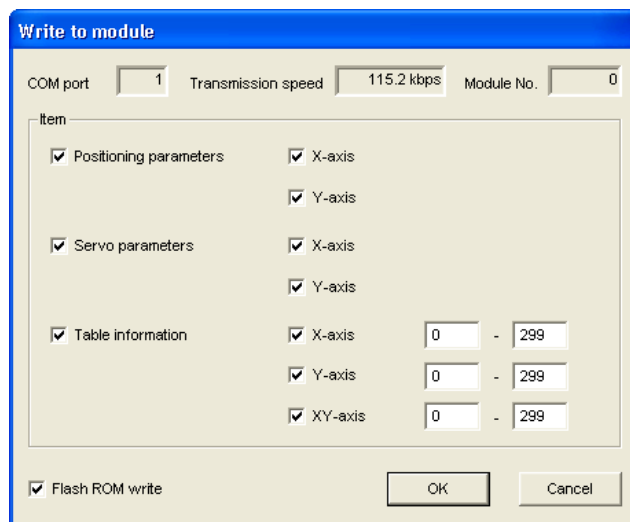 Write to module
COM port 1 Transmission speed 115.2 kbps Module No. 0
Item
Positioning parameters X-axis
Y-axis
Servo parameters X-axis
Y-axis
Table information X-axis 0 - 299
Y-axis 0 - 299
XY-axis 0 - 299
Flash ROM write OK Cancel